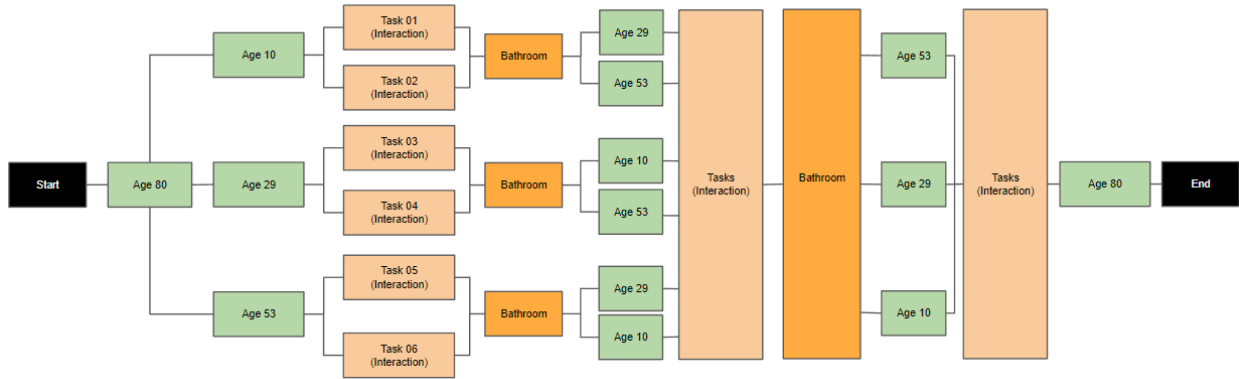 Start
Age 80
Age 10
Task 01
(Interaction)
Task 02
(Interaction)
Bathroom
Age 29
Age 53
Age 29
Task 03
(Interaction)
Task 04
(Interaction)
Bathroom
Age 10
Age 53
Age 53
Task 05
(Interaction)
Task 06
(Interaction)
Bathroom
Age 29
Age 10
Tasks
(Interaction)
Bathroom
Age 53
Age 29
Age 10
Tasks
(Interaction)
Age 80
End